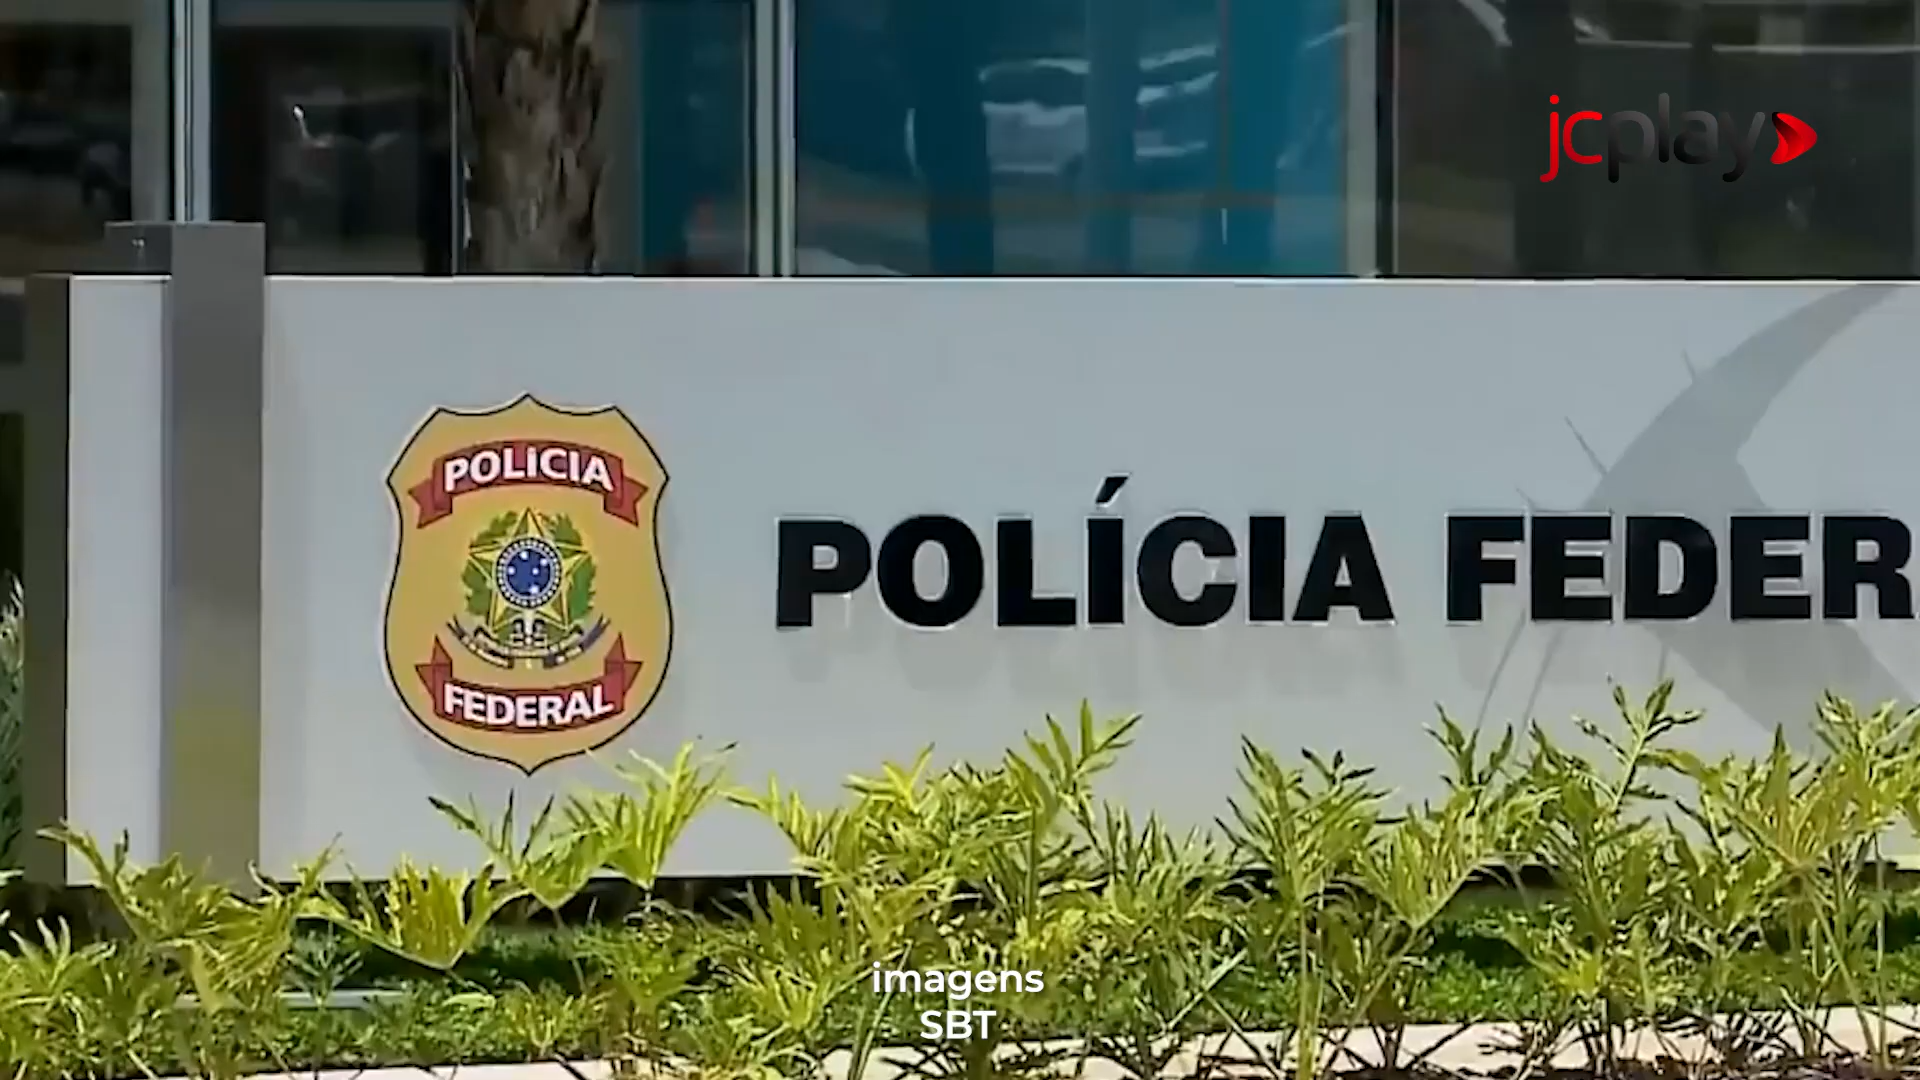 jcplay
POLICIA
FEDERAL
POLÍCIA FEDER
imagens
SBT